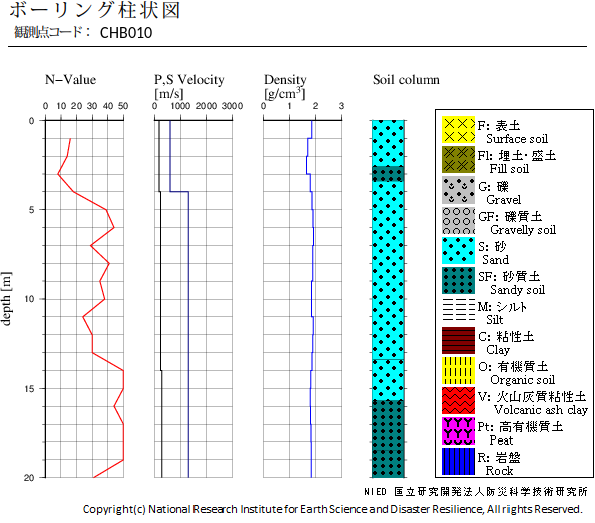 ボーリング柱状図
観測点コード： CHB010
N-Value
P,S Velocity
[m/s]
Density
[g/cm³]
Soil column
0 10 20 30 40 50
0 1000 2000 3000
0 1 2 3
0
5
10
15
20
depth [m]
F: 表土
Surface soil
Fl: 埋土・盛土
Fill soil
G: 礫
Gravel
GF: 礫質土
Gravelly soil
S: 砂
Sand
SF: 砂質土
Sandy soil
M: シルト
Silt
C: 粘性土
Clay
O: 有機質土
Organic soil
V: 火山灰質粘性土
Volcanic ash clay
Pt: 高有機質土
Peat
R: 岩盤
Rock
NIED 国立研究開発法人防災科学技術研究所
Copyright(c) National Research Institute for Earth Science and Disaster Resilience, All rights Reserved.